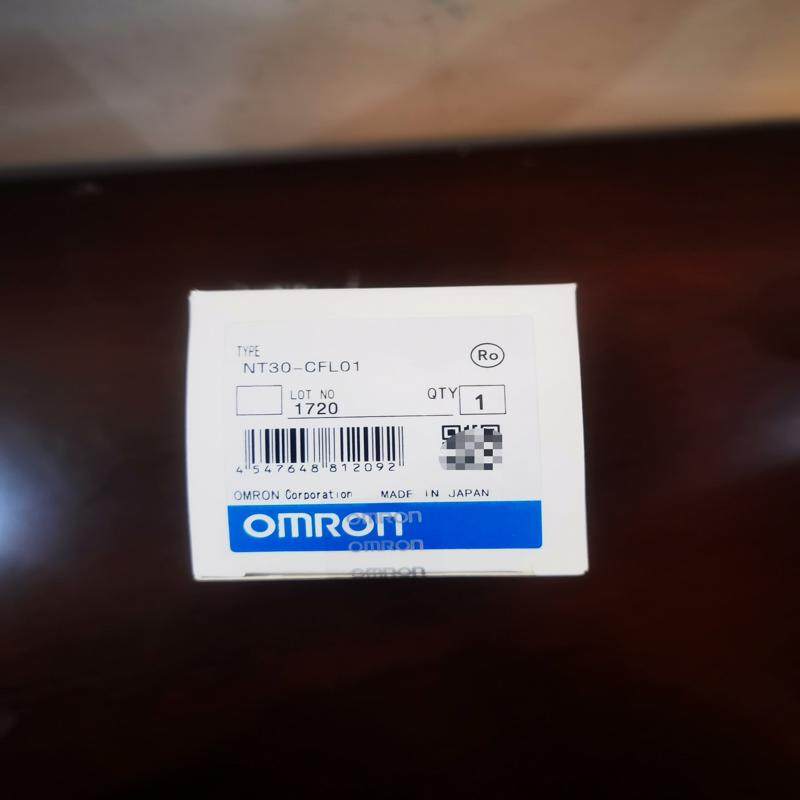 TYPE
NT30-CFL01
Ro
LOT NO
1720
QTY
1
4 547648 812092
OMRON Corporation MADE IN JAPAN
OMRON
OMRON
OMRON
OMRON